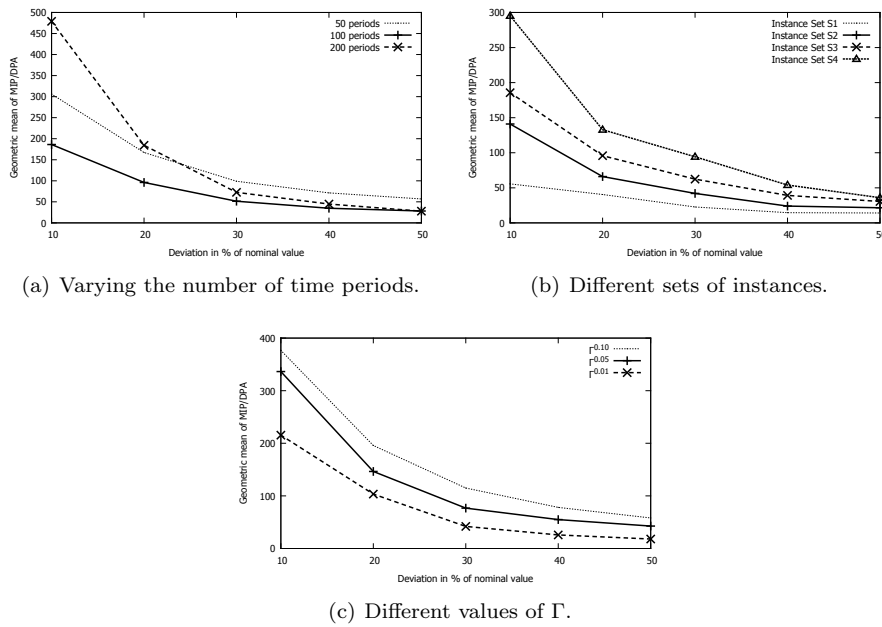 500
450
400
350
300
250
200
150
100
50
0
Geometric mean of MIP/DPA
10 20 30 40 50
Deviation in % of nominal value
50 periods
100 periods
200 periods
(a) Varying the number of time periods.
300
250
200
150
100
50
0
Geometric mean of MIP/DPA
10 20 30 40 50
Deviation in % of nominal value
Instance Set S1
Instance Set S2
Instance Set S3
Instance Set S4
(b) Different sets of instances.
400
300
200
100
0
Geometric mean of MIP/DPA
10 20 30 40 50
Deviation in % of nominal value
Γ0.10
Γ0.05
Γ0.01
(c) Different values of Γ.